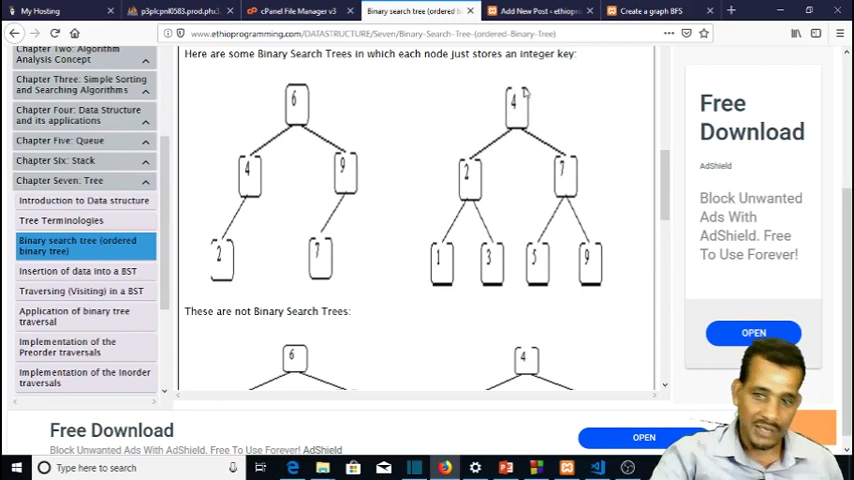 My Hosting
p3plcpnl0583.prod.phx3
cPanel File Manager v3
Binary search tree (ordered b
Add New Post - ethioprogr
Create a graph BFS
www.ethioprogramming.com/DATASTRUCTURE/Seven/Binary-Search-Tree-(ordered-Binary-Tree)
Chapter Two: Algorithm
Analysis Concept
Chapter Three: Simple Sorting
and Searching Algorithms
Chapter Four: Data Structure
and its applications
Chapter Five: Queue
Chapter Six: Stack
Chapter Seven: Tree
Introduction to Data structure
Tree Terminologies
Binary search tree (ordered
binary tree)
Insertion of data into a BST
Traversing (Visiting) in a BST
Application of binary tree
traversal
Implementation of the
Preorder traversals
Implementation of the Inorder
traversals
Here are some Binary Search Trees in which each node just stores an integer key:
6
4
4
9
2
7
2
7
1
3
5
9
These are not Binary Search Trees:
6
4
Free
Download
AdShield
Block Unwanted
Ads With
AdShield. Free
To Use Forever!
OPEN
Free Download
Block Unwanted Ads With AdShield. Free To Use Forever! AdShield
OPEN
Type here to search